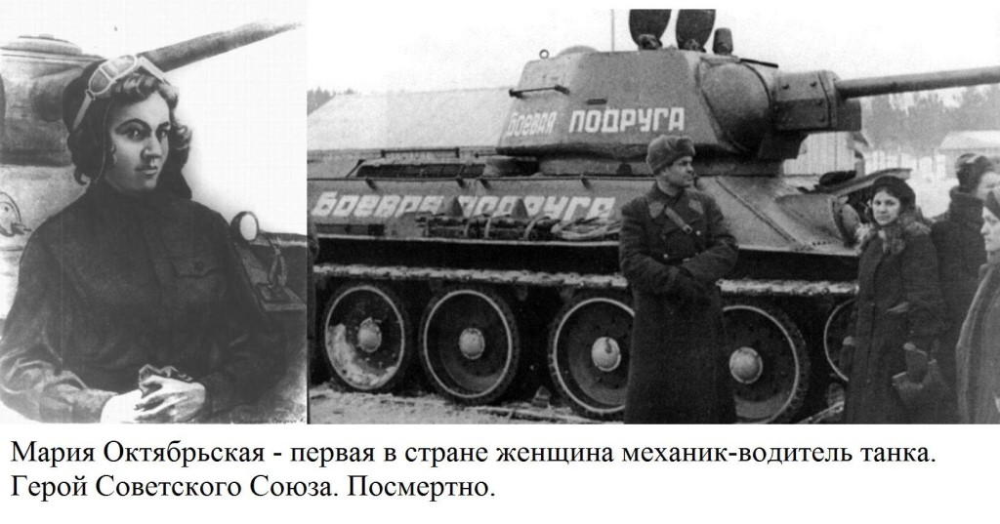 Боевая ПОДРУГА
Боевая ПОДРУГА
Мария Октябрьская - первая в стране женщина механик-водитель танка.
Герой Советского Союза. Посмертно.